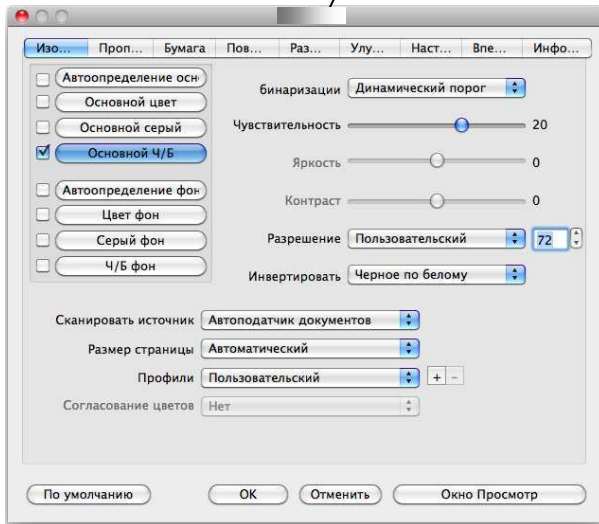 Изо... Проп... Бумага Пов... Раз... Улу... Наст... Впе... Инфо...
Автоопределение осн
Основной цвет
Основной серый
Основной Ч/Б
Автоопределение фон
Цвет фон
Серый фон
Ч/Б фон
бинаризации Динамический порог
Чувствительность 20
Яркость 0
Контраст 0
Разрешение Пользовательский 72
Инвертировать Черное по белому
Сканировать источник Автоподатчик документов
Размер страницы Автоматический
Профили Пользовательский + -
Согласование цветов Нет
По умолчанию OK Отменить Окно Просмотр